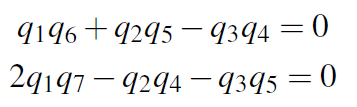 q₁q₆ + q₂q₅ − q₃q₄ = 0
2q₁q₇ − q₂q₄ − q₃q₅ = 0